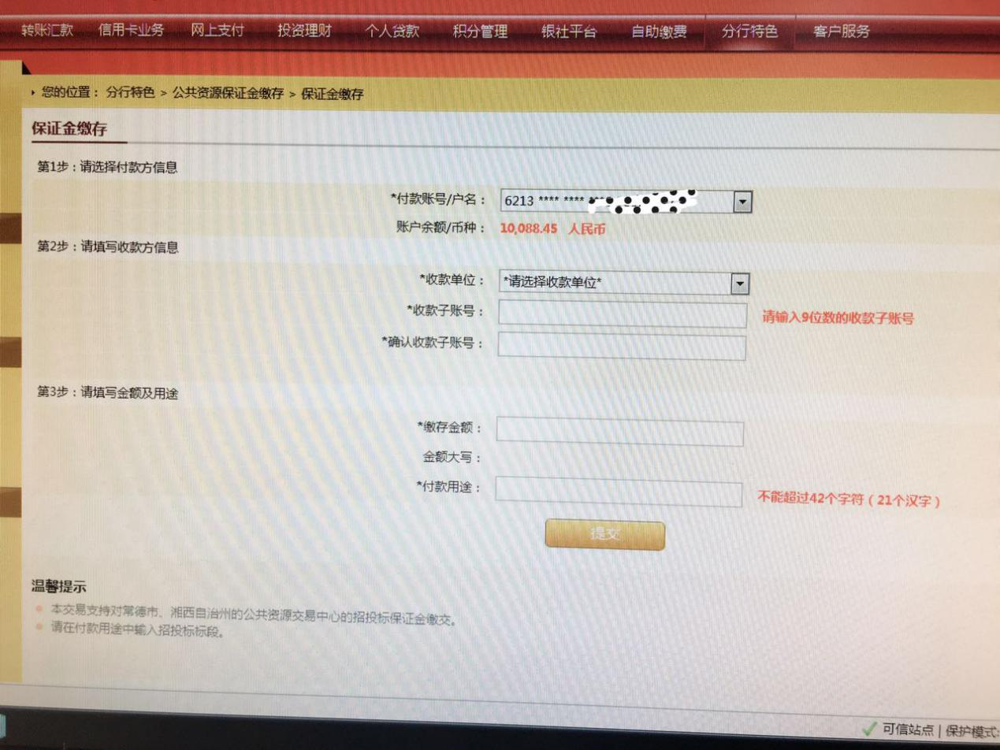 转账汇款 信用卡业务 网上支付 投资理财 个人贷款 积分管理 银社平台 自助缴费 分行特色 客户服务
您的位置： 分行特色 > 公共资源保证金缴存 > 保证金缴存
保证金缴存
第1步：请选择付款方信息
*付款账号/户名： 6213 **** **** ***
账户余额/币种： 10,088.45 人民币
第2步：请填写收款方信息
*收款单位： *请选择收款单位*
*收款子账号： 请输入9位数的收款子账号
*确认收款子账号：
第3步：请填写金额及用途
*缴存金额：
金额大写：
*付款用途： 不能超过42个字符（21个汉字）
提交
温馨提示
本交易支持对常德市、湘西自治州的公共资源交易中心的招投标保证金缴交。
请在付款用途中输入招投标标段。
可信站点 | 保护模式: